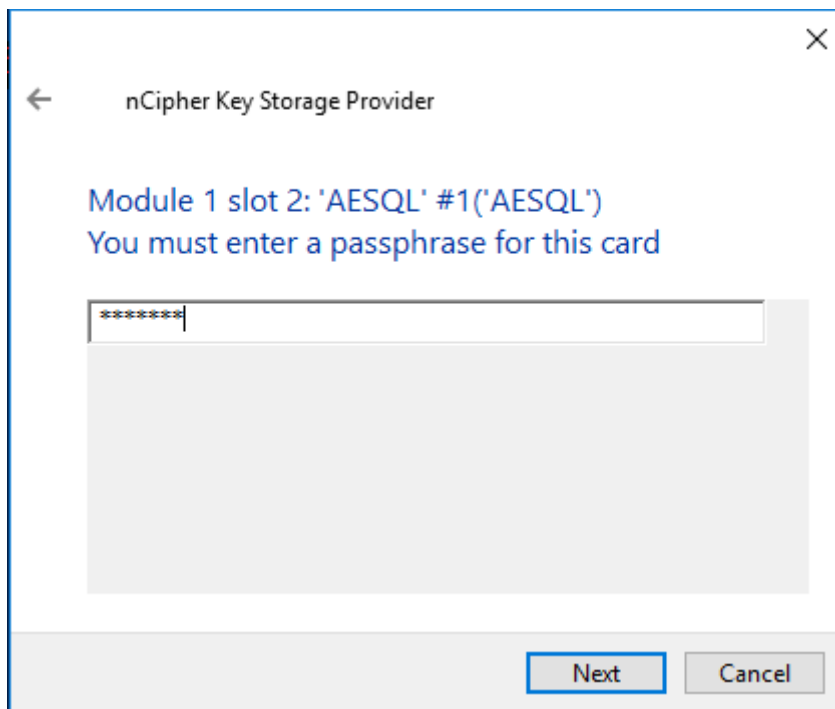 nCipher Key Storage Provider
Module 1 slot 2: 'AESQL' #1('AESQL')
You must enter a passphrase for this card
*******
Next Cancel